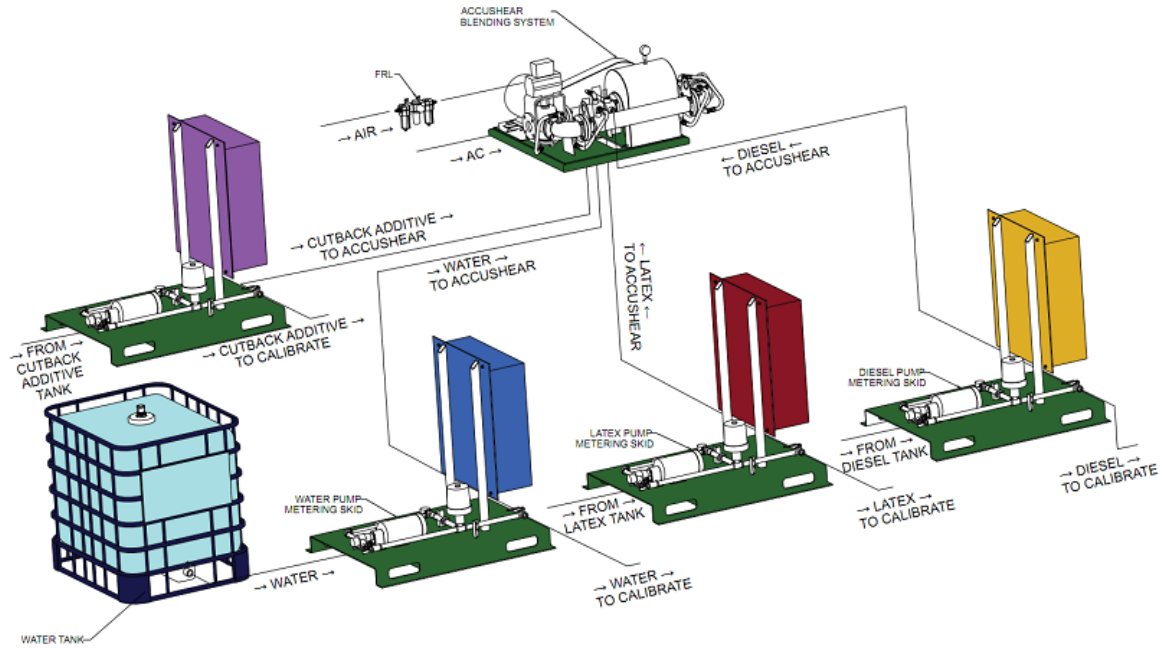 ACCUSHEAR
BLENDING SYSTEM
FRL
→ AIR →
→ AC →
← DIESEL ←
TO ACCUSHEAR
→ CUTBACK ADDITIVE →
TO ACCUSHEAR
→ WATER →
TO ACCUSHEAR
← LATEX ←
TO ACCUSHEAR
→ FROM →
CUTBACK
ADDITIVE
TANK
→ CUTBACK ADDITIVE →
TO CALIBRATE
DIESEL PUMP
METERING SKID
→ FROM →
DIESEL TANK
→ DIESEL →
TO CALIBRATE
LATEX PUMP
METERING SKID
→ FROM →
LATEX TANK
→ LATEX →
TO CALIBRATE
WATER PUMP
METERING SKID
→ WATER →
→ WATER →
TO CALIBRATE
WATER TANK